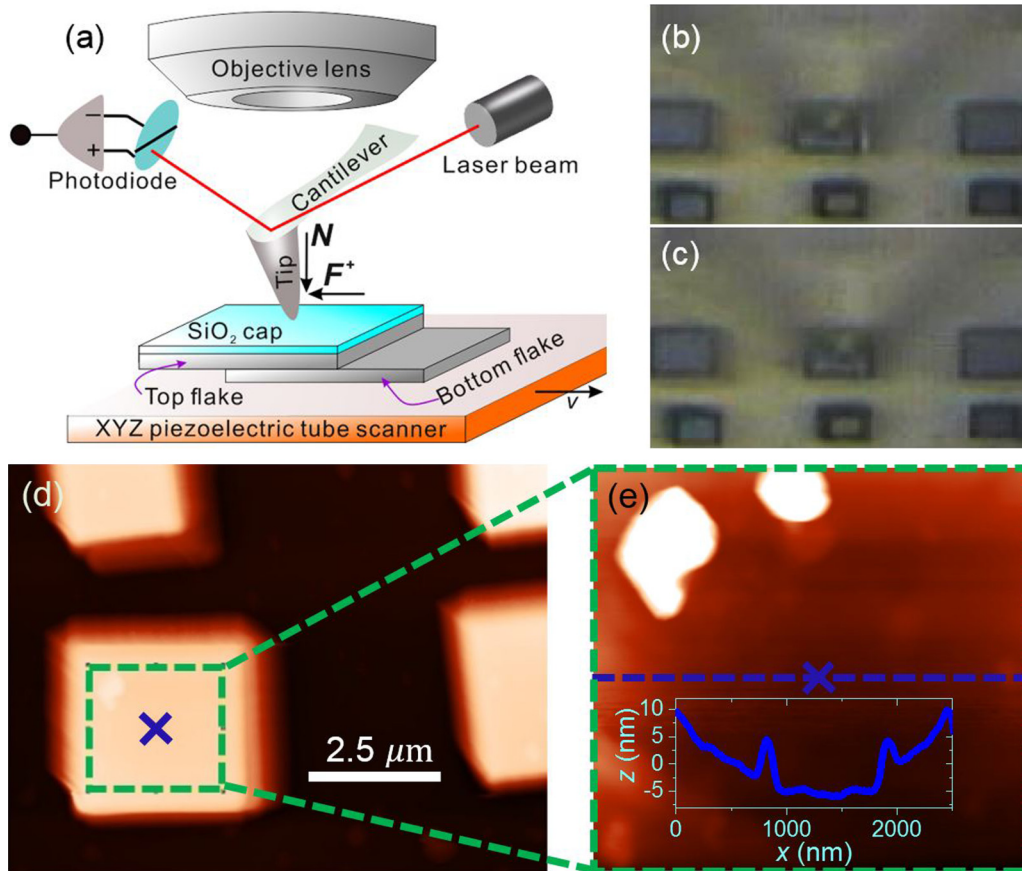 (a)
Objective lens
−
+
Photodiode
Cantilever
Laser beam
N
Tip
F⁺
SiO₂ cap
Top flake
Bottom flake
v
XYZ piezoelectric tube scanner
(b)
(c)
(d)
2.5 μm
(e)
z (nm)
10
5
0
-5
0
1000
2000
x (nm)